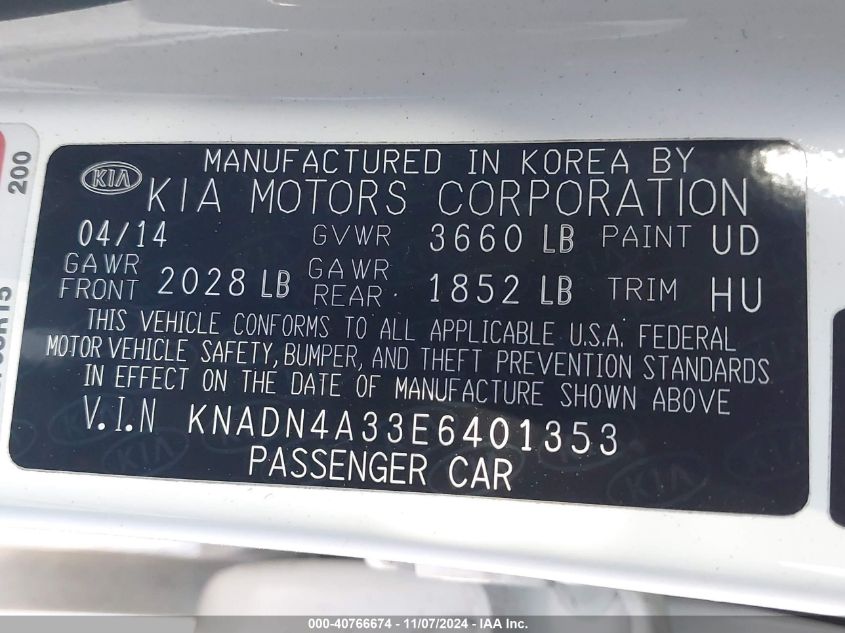 MANUFACTURED IN KOREA BY
KIA KIA MOTORS CORPORATION
04/14 GVWR 3660 LB PAINT UD
GAWR FRONT 2028 LB GAWR REAR 1852 LB TRIM HU
THIS VEHICLE CONFORMS TO ALL APPLICABLE U.S.A. FEDERAL
MOTOR VEHICLE SAFETY, BUMPER, AND THEFT PREVENTION STANDARDS
IN EFFECT ON THE DATE OF MANUFACTURE SHOWN ABOVE
V.I.N KNADN4A33E6401353
PASSENGER CAR
200
000-40766674 - 11/07/2024 - IAA Inc.